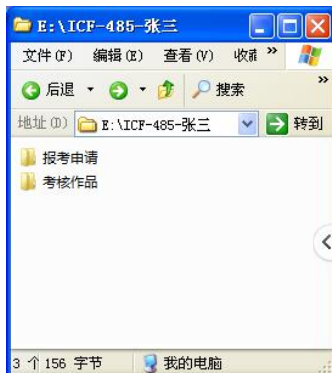 E:\ICF-485-张三
文件(F) 编辑(E) 查看(V) 收藏 »
后退 搜索 »
地址(D) E:\ICF-485-张三 转到
报考申请
考核作品
3 个 156 字节 我的电脑